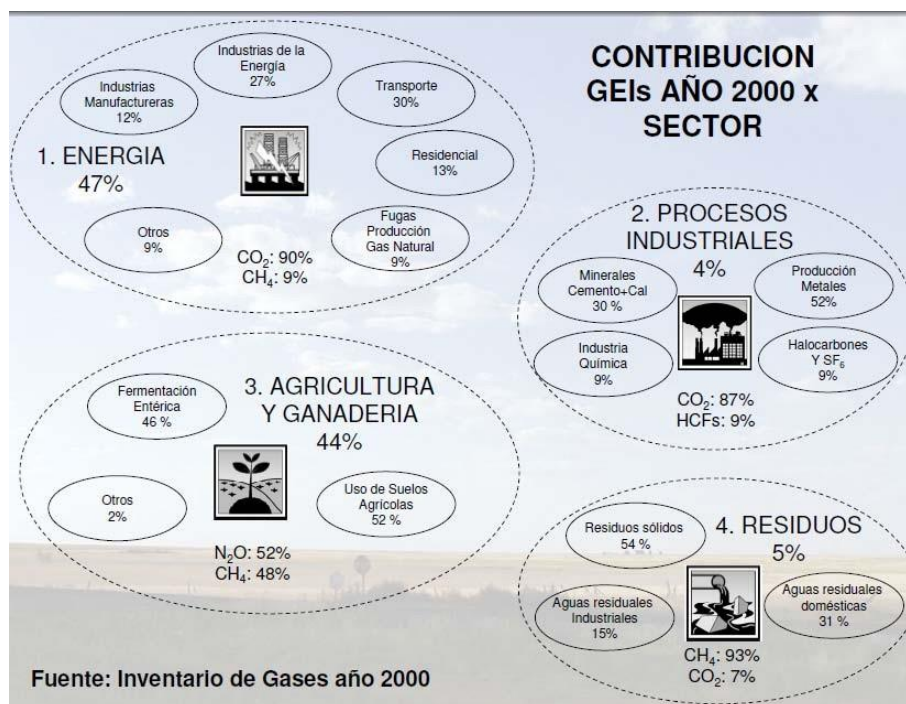 CONTRIBUCION
GEIs AÑO 2000 x
SECTOR
Industrias de la
Energía
27%
Industrias
Manufactureras
12%
Transporte
30%
1. ENERGIA
47%
Residencial
13%
Otros
9%
Fugas
Producción
Gas Natural
9%
CO₂: 90%
CH₄: 9%
2. PROCESOS
INDUSTRIALES
4%
Minerales
Cemento+Cal
30 %
Producción
Metales
52%
Industria
Química
9%
Halocarbones
Y SF₆
9%
CO₂: 87%
HCFs: 9%
3. AGRICULTURA
Y GANADERIA
44%
Fermentación
Entérica
46 %
Otros
2%
Uso de Suelos
Agrícolas
52 %
N₂O: 52%
CH₄: 48%
4. RESIDUOS
5%
Residuos sólidos
54 %
Aguas residuales
Industriales
15%
Aguas residuales
domésticas
31 %
CH₄: 93%
CO₂: 7%
Fuente: Inventario de Gases año 2000